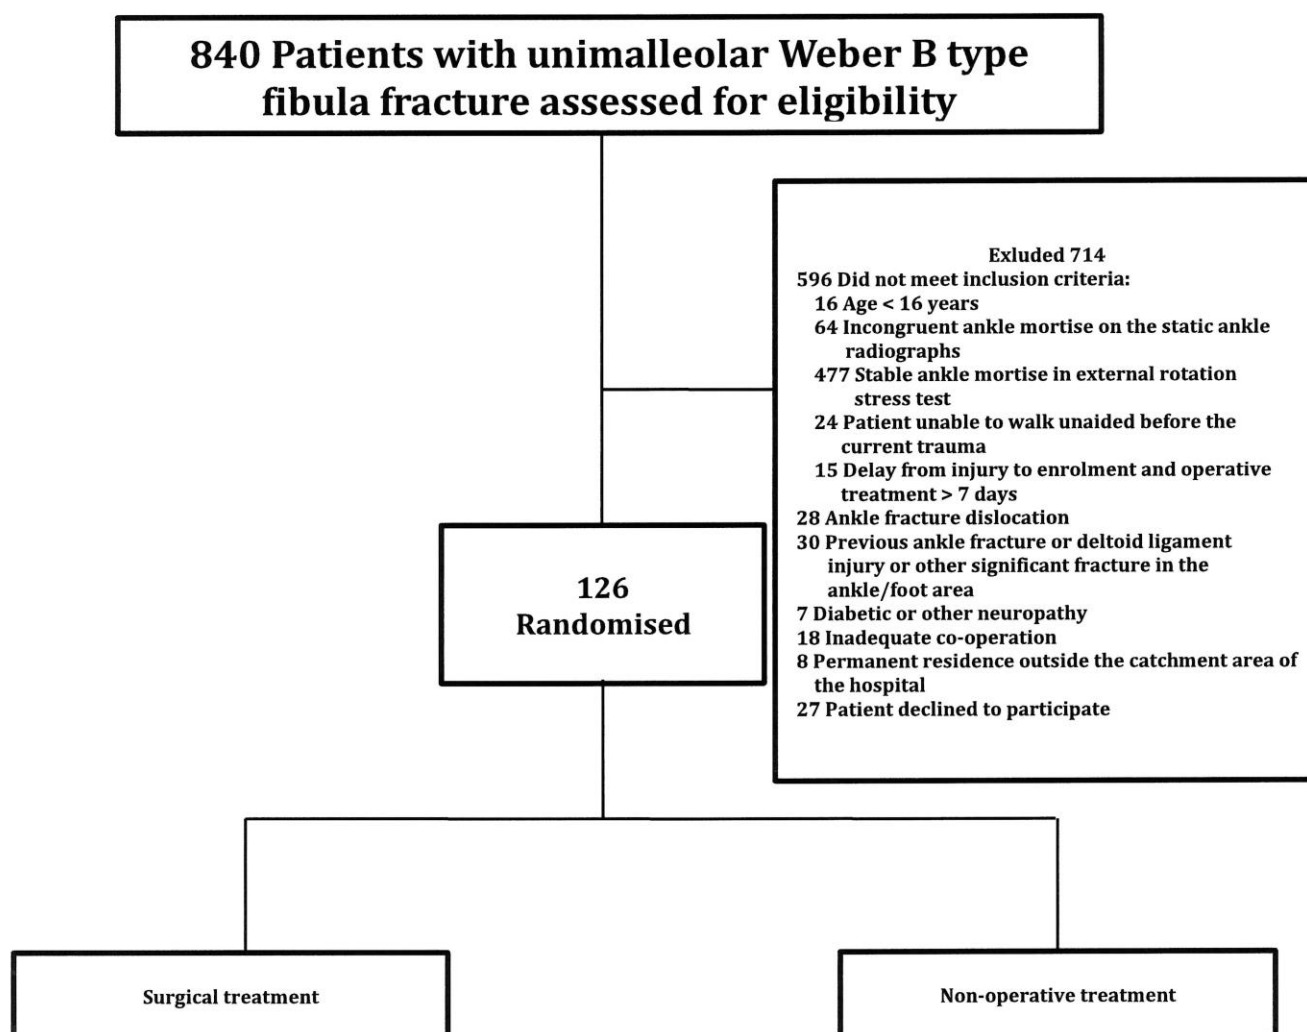 840 Patients with unimalleolar Weber B type
fibula fracture assessed for eligibility
Exluded 714
596 Did not meet inclusion criteria:
16 Age < 16 years
64 Incongruent ankle mortise on the static ankle
radiographs
477 Stable ankle mortise in external rotation
stress test
24 Patient unable to walk unaided before the
current trauma
15 Delay from injury to enrolment and operative
treatment > 7 days
28 Ankle fracture dislocation
30 Previous ankle fracture or deltoid ligament
injury or other significant fracture in the
ankle/foot area
7 Diabetic or other neuropathy
18 Inadequate co-operation
8 Permanent residence outside the catchment area of
the hospital
27 Patient declined to participate
126
Randomised
Surgical treatment
Non-operative treatment